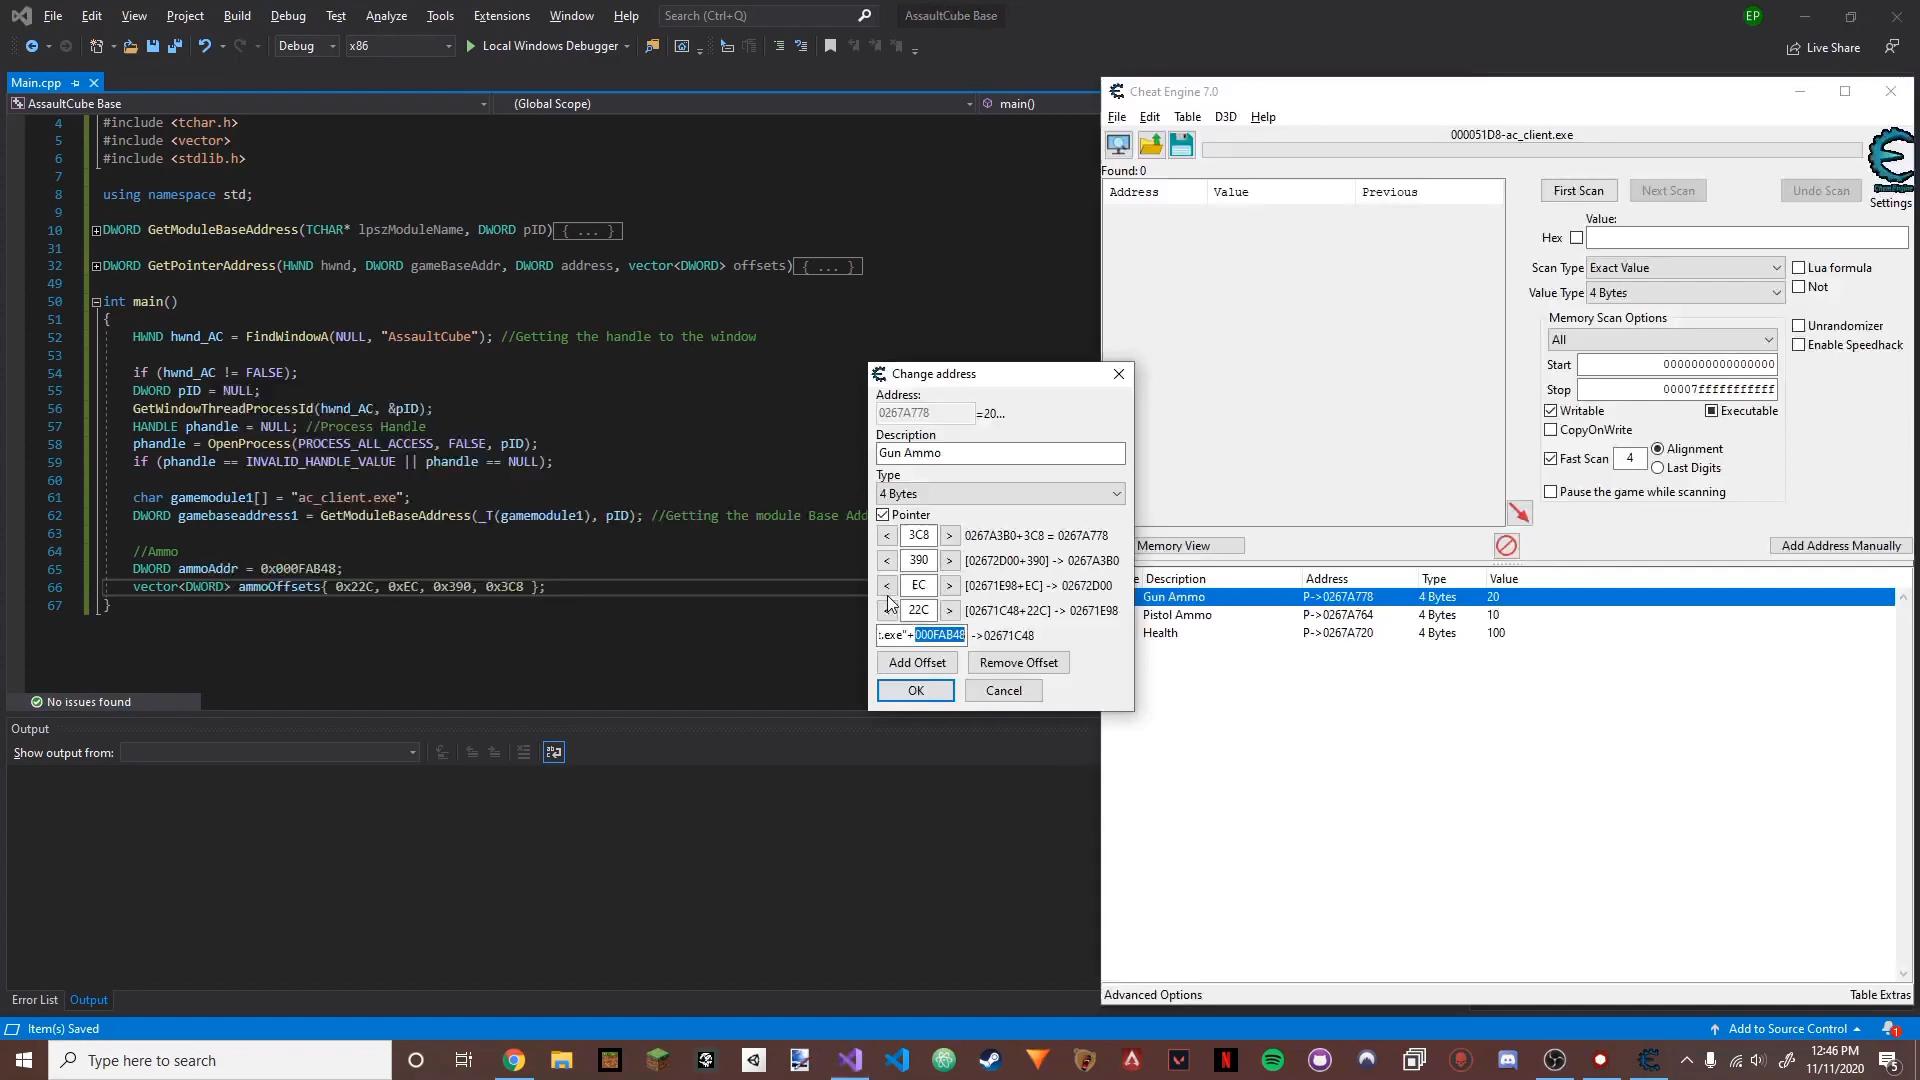 File Edit View Project Build Debug Test Analyze Tools Extensions Window Help Search (Ctrl+Q) AssaultCube Base EP
Debug x86 Local Windows Debugger Live Share
Main.cpp
AssaultCube Base (Global Scope) main()
4 #include <tchar.h>
5 #include <vector>
6 #include <stdlib.h>
7
8 using namespace std;
9
10 DWORD GetModuleBaseAddress(TCHAR* lpszModuleName, DWORD pID){ ... }
31
32 DWORD GetPointerAddress(HWND hwnd, DWORD gameBaseAddr, DWORD address, vector<DWORD> offsets){ ... }
49
50 int main()
51 {
52 HWND hwnd_AC = FindWindowA(NULL, "AssaultCube"); //Getting the handle to the window
53
54 if (hwnd_AC != FALSE);
55 DWORD pID = NULL;
56 GetWindowThreadProcessId(hwnd_AC, &pID);
57 HANDLE phandle = NULL; //Process Handle
58 phandle = OpenProcess(PROCESS_ALL_ACCESS, FALSE, pID);
59 if (phandle == INVALID_HANDLE_VALUE || phandle == NULL);
60
61 char gamemodule1[] = "ac_client.exe";
62 DWORD gamebaseaddress1 = GetModuleBaseAddress(_T(gamemodule1), pID); //Getting the module Base Add
63
64 //Ammo
65 DWORD ammoAddr = 0x000FAB48;
66 vector<DWORD> ammoOffsets{ 0x22C, 0xEC, 0x390, 0x3C8 };
67 }
No issues found
Output
Show output from:
Error List Output
Item(s) Saved Add to Source Control 1
Change address
Address:
0267A778 =20...
Description
Gun Ammo
Type
4 Bytes
Pointer
< 3C8 > 0267A3B0+3C8 = 0267A778
< 390 > [02672D00+390] -> 0267A3B0
< EC > [02671E98+EC] -> 02672D00
< 22C > [02671C48+22C] -> 02671E98
t.exe"+000FAB48 ->02671C48
Add Offset Remove Offset
OK Cancel
Cheat Engine 7.0
File Edit Table D3D Help
000051D8-ac_client.exe
Found: 0
Address Value Previous
First Scan Next Scan Undo Scan
Settings
Value:
Hex
Scan Type Exact Value Lua formula
Value Type 4 Bytes Not
Memory Scan Options
All Unrandomizer
Enable Speedhack
Start 0000000000000000
Stop 00007fffffffffff
Writable Executable
CopyOnWrite
Fast Scan 4 Alignment
Last Digits
Pause the game while scanning
Memory View Add Address Manually
e Description Address Type Value
Gun Ammo P->0267A778 4 Bytes 20
Pistol Ammo P->0267A764 4 Bytes 10
Health P->0267A720 4 Bytes 100
Advanced Options Table Extras
Type here to search 12:46 PM
11/11/2020 5